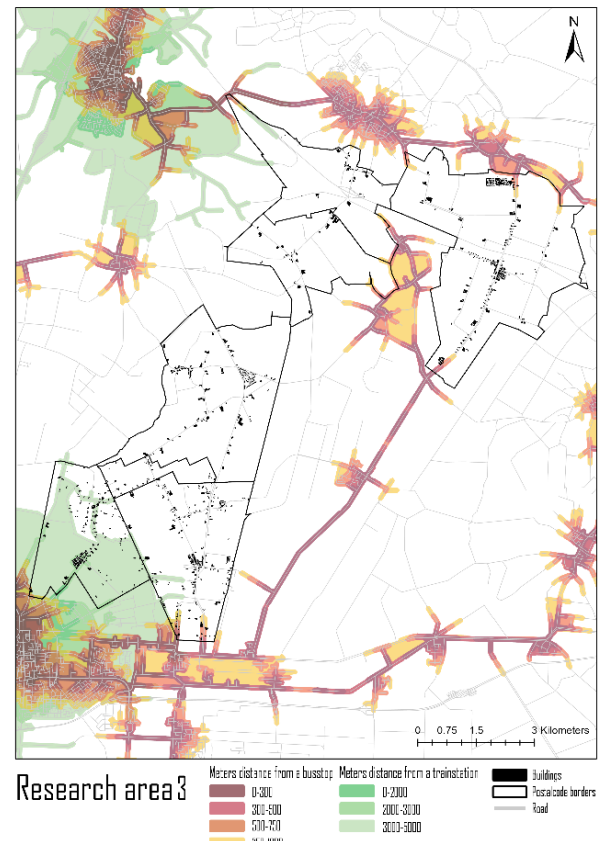 N
0 0.75 1.5 3 Kilometers
Research area 3
Meters distance from a busstop
0-300
300-500
500-750
Meters distance from a trainstation
0-2000
2000-3000
3000-5000
Buildings
Postalcode borders
Road